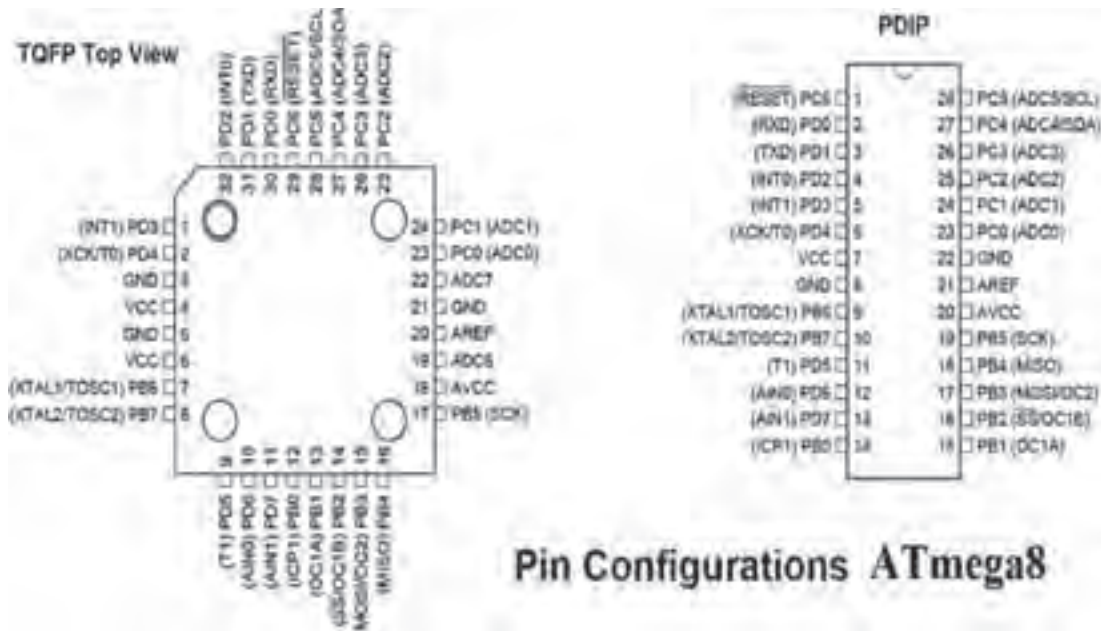 TQFP Top View
PD2 (INT0)
PD1 (TXD)
PD0 (RXD)
PC6 (RESET)
PC5 (ADC5/SCL
PC4 (ADC4/SDA
PC3 (ADC3)
PC2 (ADC2)
32 31 30 29 28 27 26 25
(INT1) PD3 1
(XCK/T0) PD4 2
GND 3
VCC 4
GND 5
VCC 6
(XTAL1/TOSC1) PB6 7
(XTAL2/TOSC2) PB7 8
24 PC1 (ADC1)
23 PC0 (ADC0)
22 ADC7
21 GND
20 AREF
19 ADC6
18 AVCC
17 PB5 (SCK)
9 10 11 12 13 14 15 16
(T1) PD5
(AIN0) PD6
(AIN1) PD7
(ICP1) PB0
(OC1A) PB1
(SS/OC1B) PB2
MOSI/OC2) PB3
(MISO) PB4
PDIP
(RESET) PC6 1
(RXD) PD0 2
(TXD) PD1 3
(INT0) PD2 4
(INT1) PD3 5
(XCK/T0) PD4 6
VCC 7
GND 8
(XTAL1/TOSC1) PB6 9
(XTAL2/TOSC2) PB7 10
(T1) PD5 11
(AIN0) PD6 12
(AIN1) PD7 13
(ICP1) PB0 14
28 PC5 (ADC5/SCL)
27 PC4 (ADC4/SDA)
26 PC3 (ADC3)
25 PC2 (ADC2)
24 PC1 (ADC1)
23 PC0 (ADC0)
22 GND
21 AREF
20 AVCC
19 PB5 (SCK)
18 PB4 (MISO)
17 PB3 (MOSI/OC2)
16 PB2 (SS/OC1B)
15 PB1 (OC1A)
Pin Configurations ATmega8